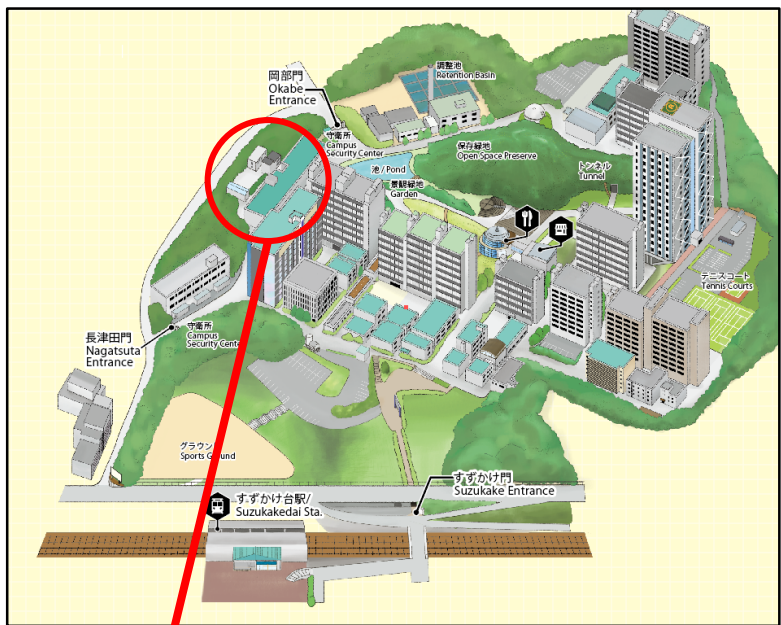 調整池
Retention Basin
岡部門
Okabe
Entrance
守衛所
Campus
Security Center
保存緑地
Open Space Preserve
池 / Pond
トンネル
Tunnel
景観緑地
Garden
テニスコート
Tennis Courts
長津田門
Nagatsuta
Entrance
守衛所
Campus
Security Cente
グラウン
Sports Ground
すずかけ門
Suzukake Entrance
すずかけ台駅/
Suzukakedai Sta.